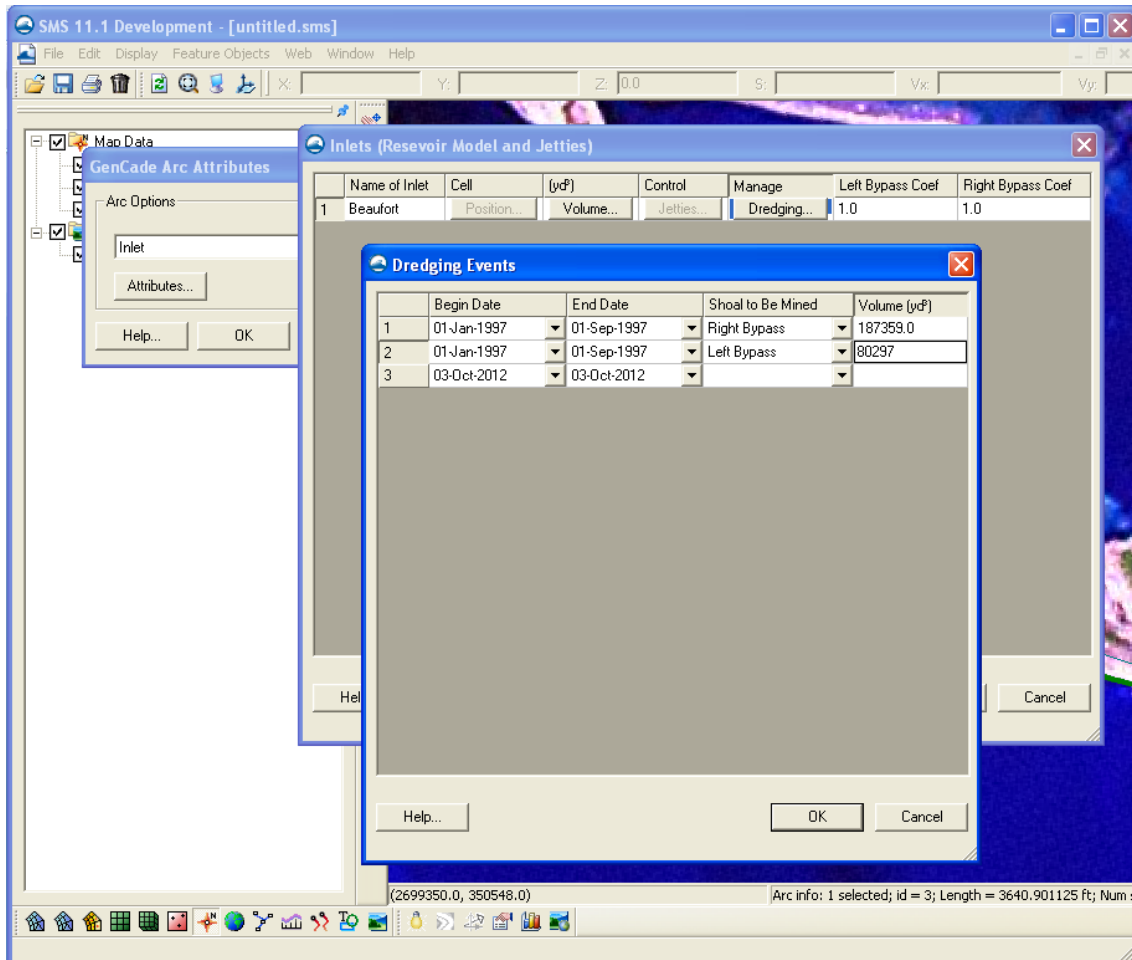 SMS 11.1 Development - [untitled.sms]
File Edit Display Feature Objects Web Window Help
X: Y: Z: 0.0 S: Vx: Vy:
Map Data
GenCade Arc Attributes
Arc Options
Inlet
Attributes...
Help... OK
Inlets (Resevoir Model and Jetties)
Name of Inlet Cell (yd³) Control Manage Left Bypass Coef Right Bypass Coef
1 Beaufort Position... Volume... Jetties... Dredging... 1.0 1.0
Hel
Cancel
Dredging Events
Begin Date End Date Shoal to Be Mined Volume (yd³)
1 01-Jan-1997 01-Sep-1997 Right Bypass 187359.0
2 01-Jan-1997 01-Sep-1997 Left Bypass 80297
3 03-Oct-2012 03-Oct-2012
Help... OK Cancel
(2699350.0, 350548.0) Arc info: 1 selected; id = 3; Length = 3640.901125 ft; Num